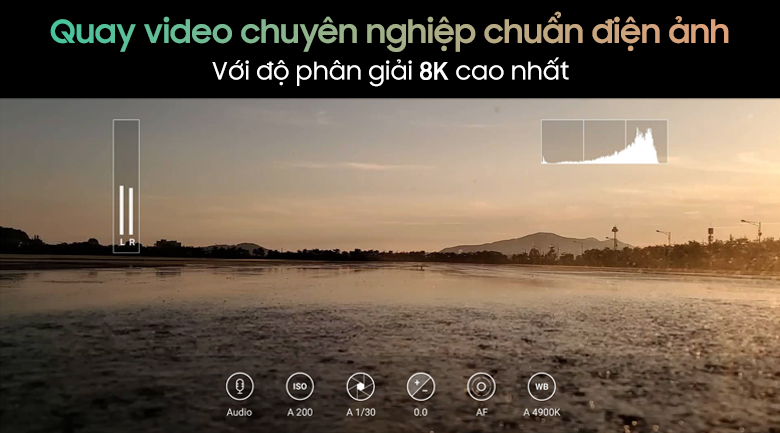 Quay video chuyên nghiệp chuẩn điện ảnh
Với độ phân giải 8K cao nhất
L R
ISO
WB
Audio
A 200
A 1/30
0.0
AF
A 4900K